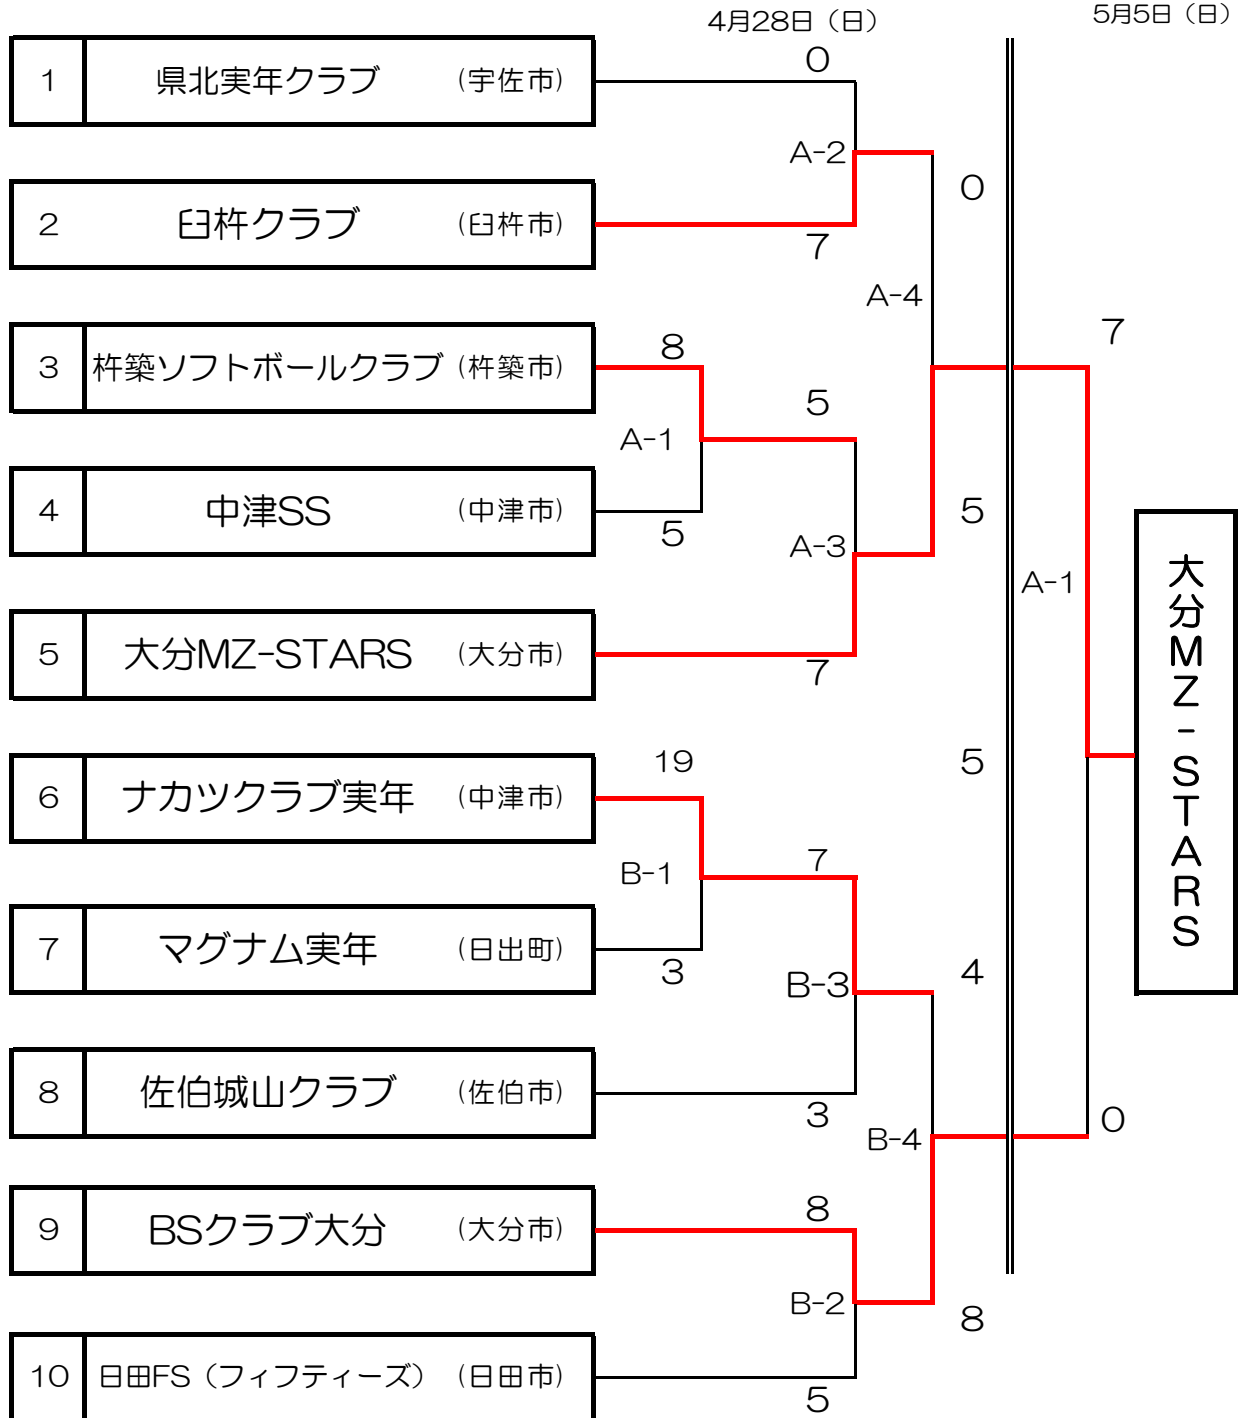 4月28日（日）
5月5日（日）
1 県北実年クラブ （宇佐市）
0
A-2
0
2 臼杵クラブ （臼杵市）
7
A-4
7
3 杵築ソフトボールクラブ （杵築市）
8
5
A-1
4 中津SS （中津市）
5
5
A-3
A-1
5 大分MZ-STARS （大分市）
7
大分MZ-STARS
6 ナカツクラブ実年 （中津市）
19
5
7
B-1
7 マグナム実年 （日出町）
3
4
B-3
8 佐伯城山クラブ （佐伯市）
3
0
B-4
9 BSクラブ大分 （大分市）
8
B-2
8
10 日田FS（フィフティーズ） （日田市）
5